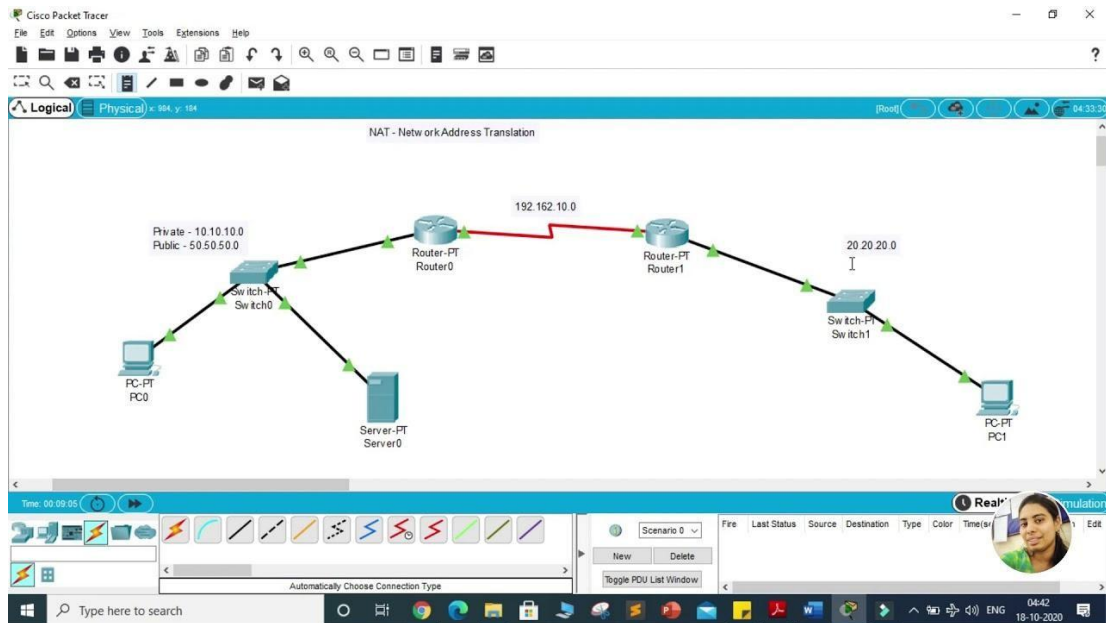 Cisco Packet Tracer
File Edit Options View Tools Extensions Help
?
Logical Physical x: 984, y: 184 [Root] 04:33:30
NAT - Network Address Translation
192.162.10.0
Private - 10.10.10.0
Public - 50.50.50.0
20.20.20.0
Router-PT
Router0
Router-PT
Router1
Switch-PT
Switch0
Switch-PT
Switch1
PC-PT
PC0
Server-PT
Server0
PC-PT
PC1
Time: 00:09:05
Scenario 0
Fire Last Status Source Destination Type Color Edit
New Delete
Toggle PDU List Window
Automatically Choose Connection Type
Type here to search
ENG
04:42
18-10-2020